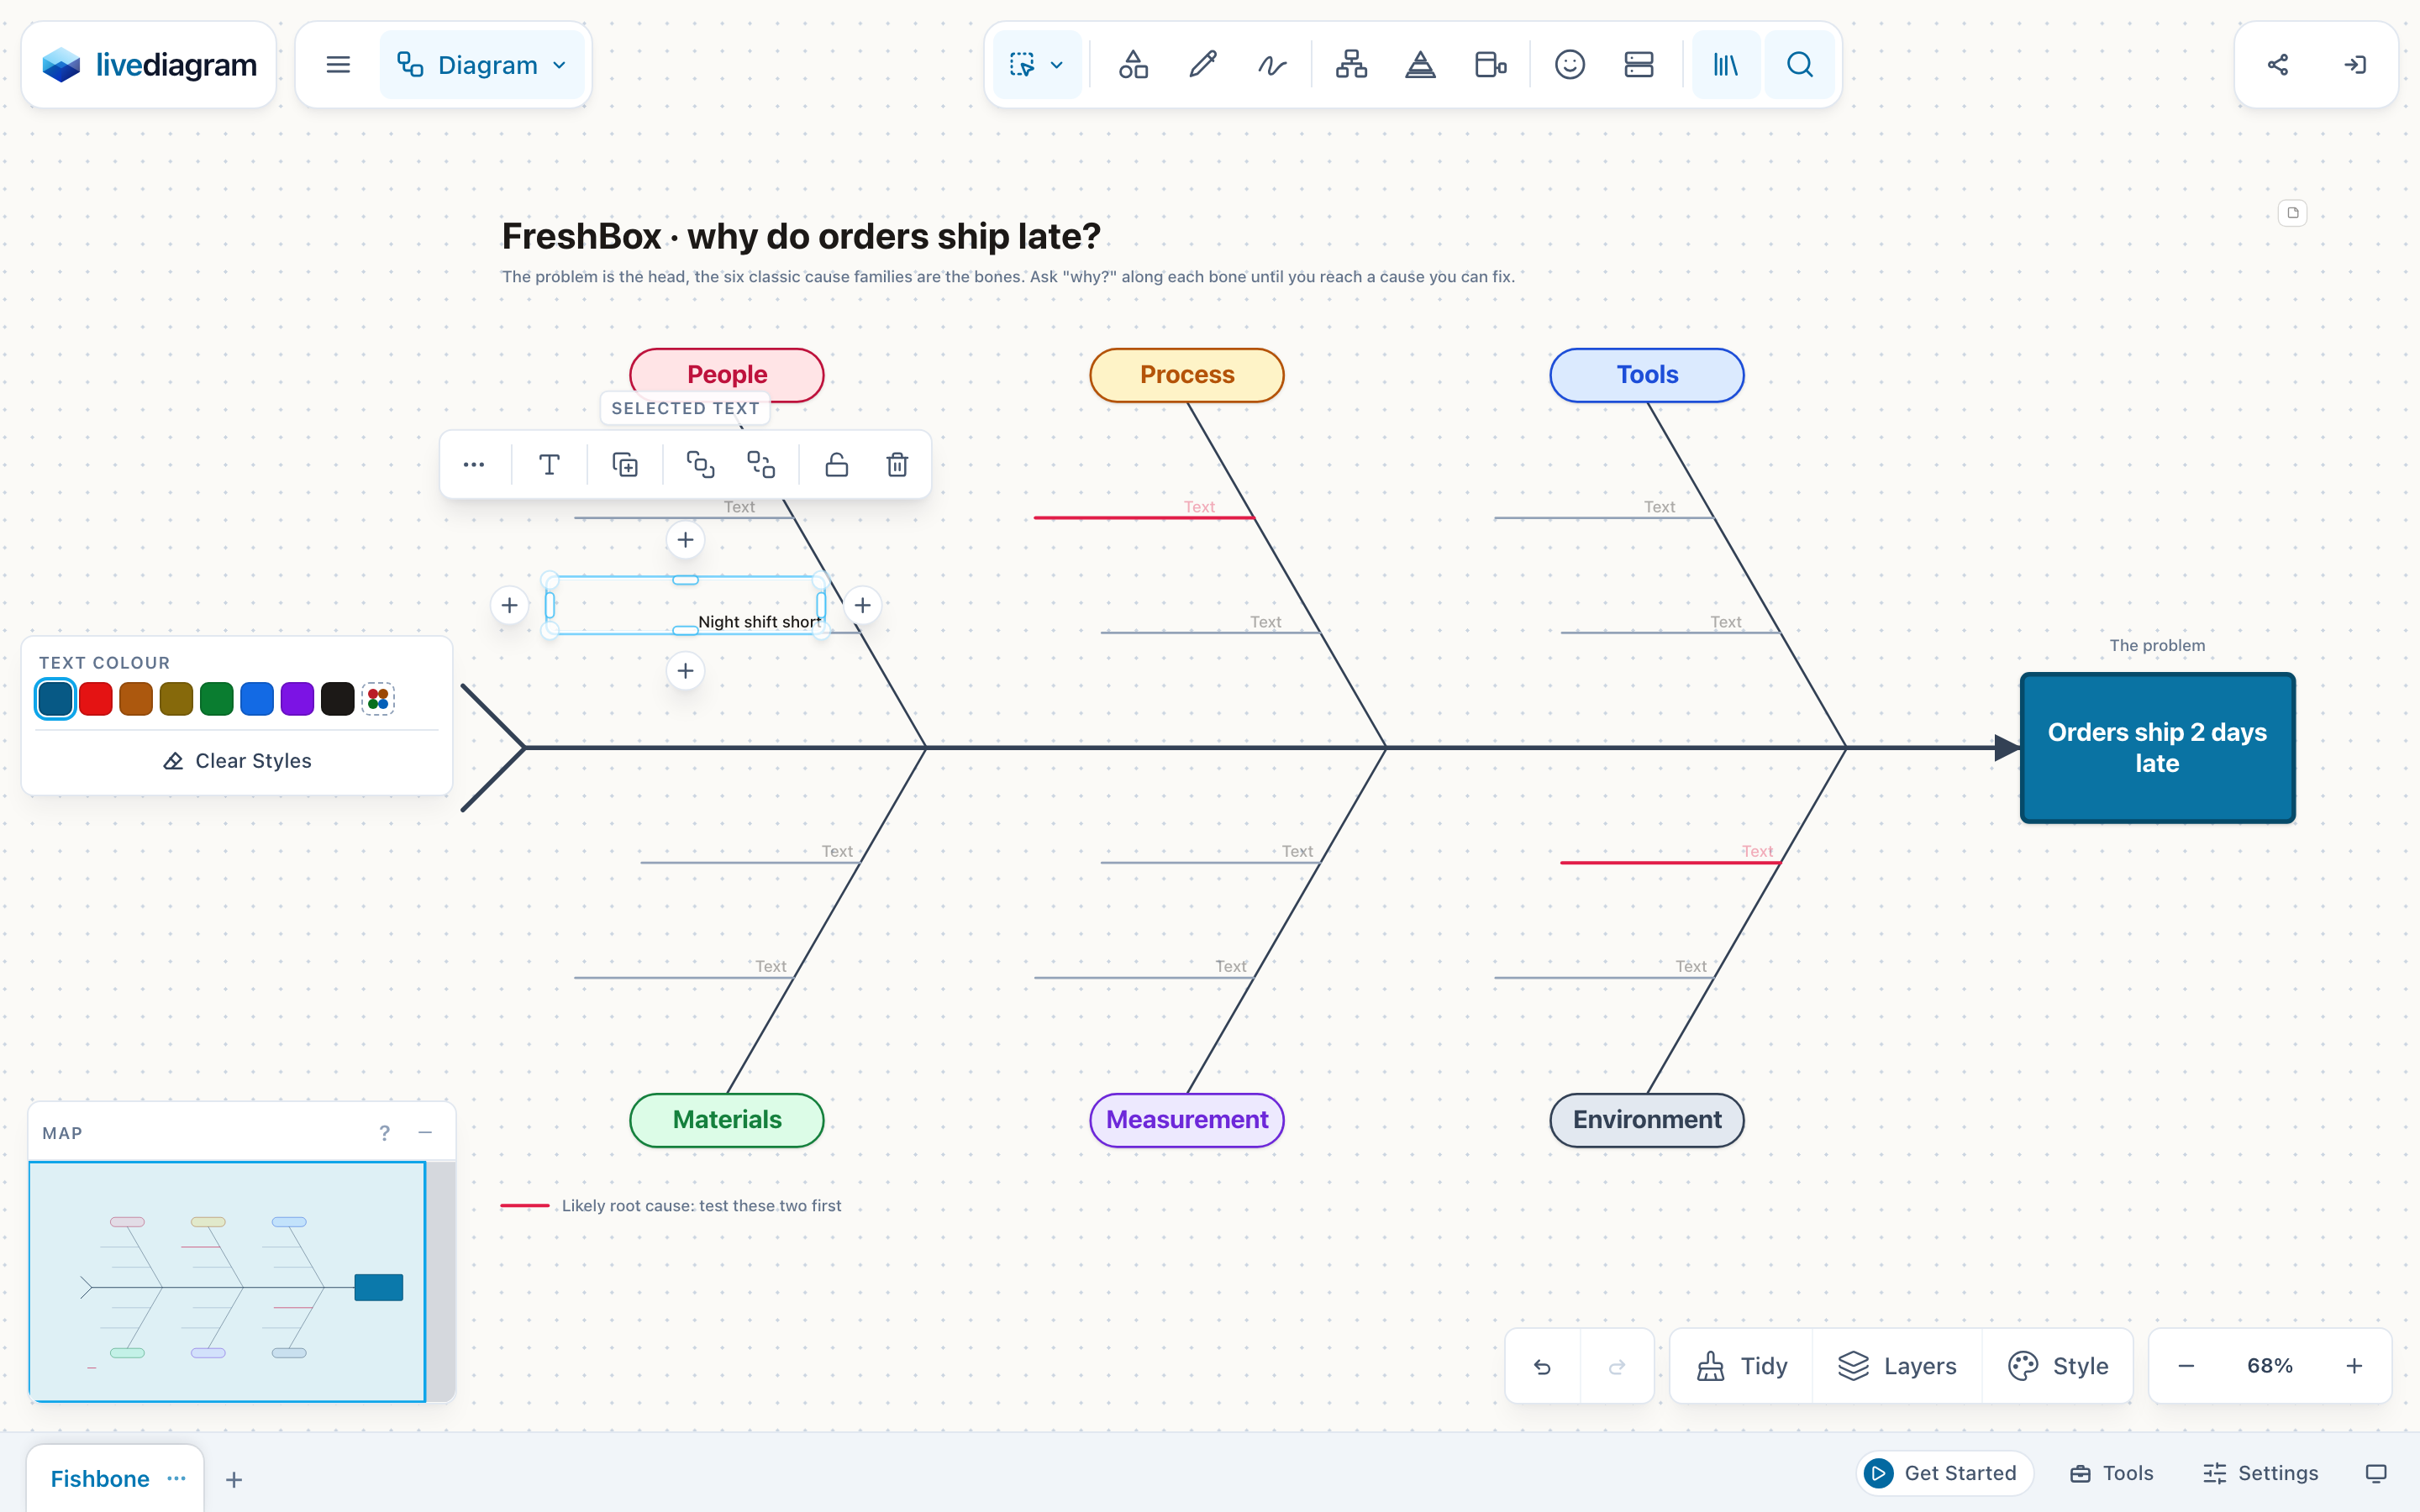 livediagram
Diagram
FreshBox · why do orders ship late?
The problem is the head, the six classic cause families are the bones. Ask "why?" along each bone until you reach a cause you can fix.
People
Process
Tools
SELECTED TEXT
Text
Text
Text
Night shift short
Text
Text
The problem
TEXT COLOUR
Clear Styles
Orders ship 2 days
late
Text
Text
Text
Text
Text
Text
Materials
Measurement
Environment
MAP
?
Likely root cause: test these two first
Tidy
Layers
Style
68%
Fishbone
Get Started
Tools
Settings